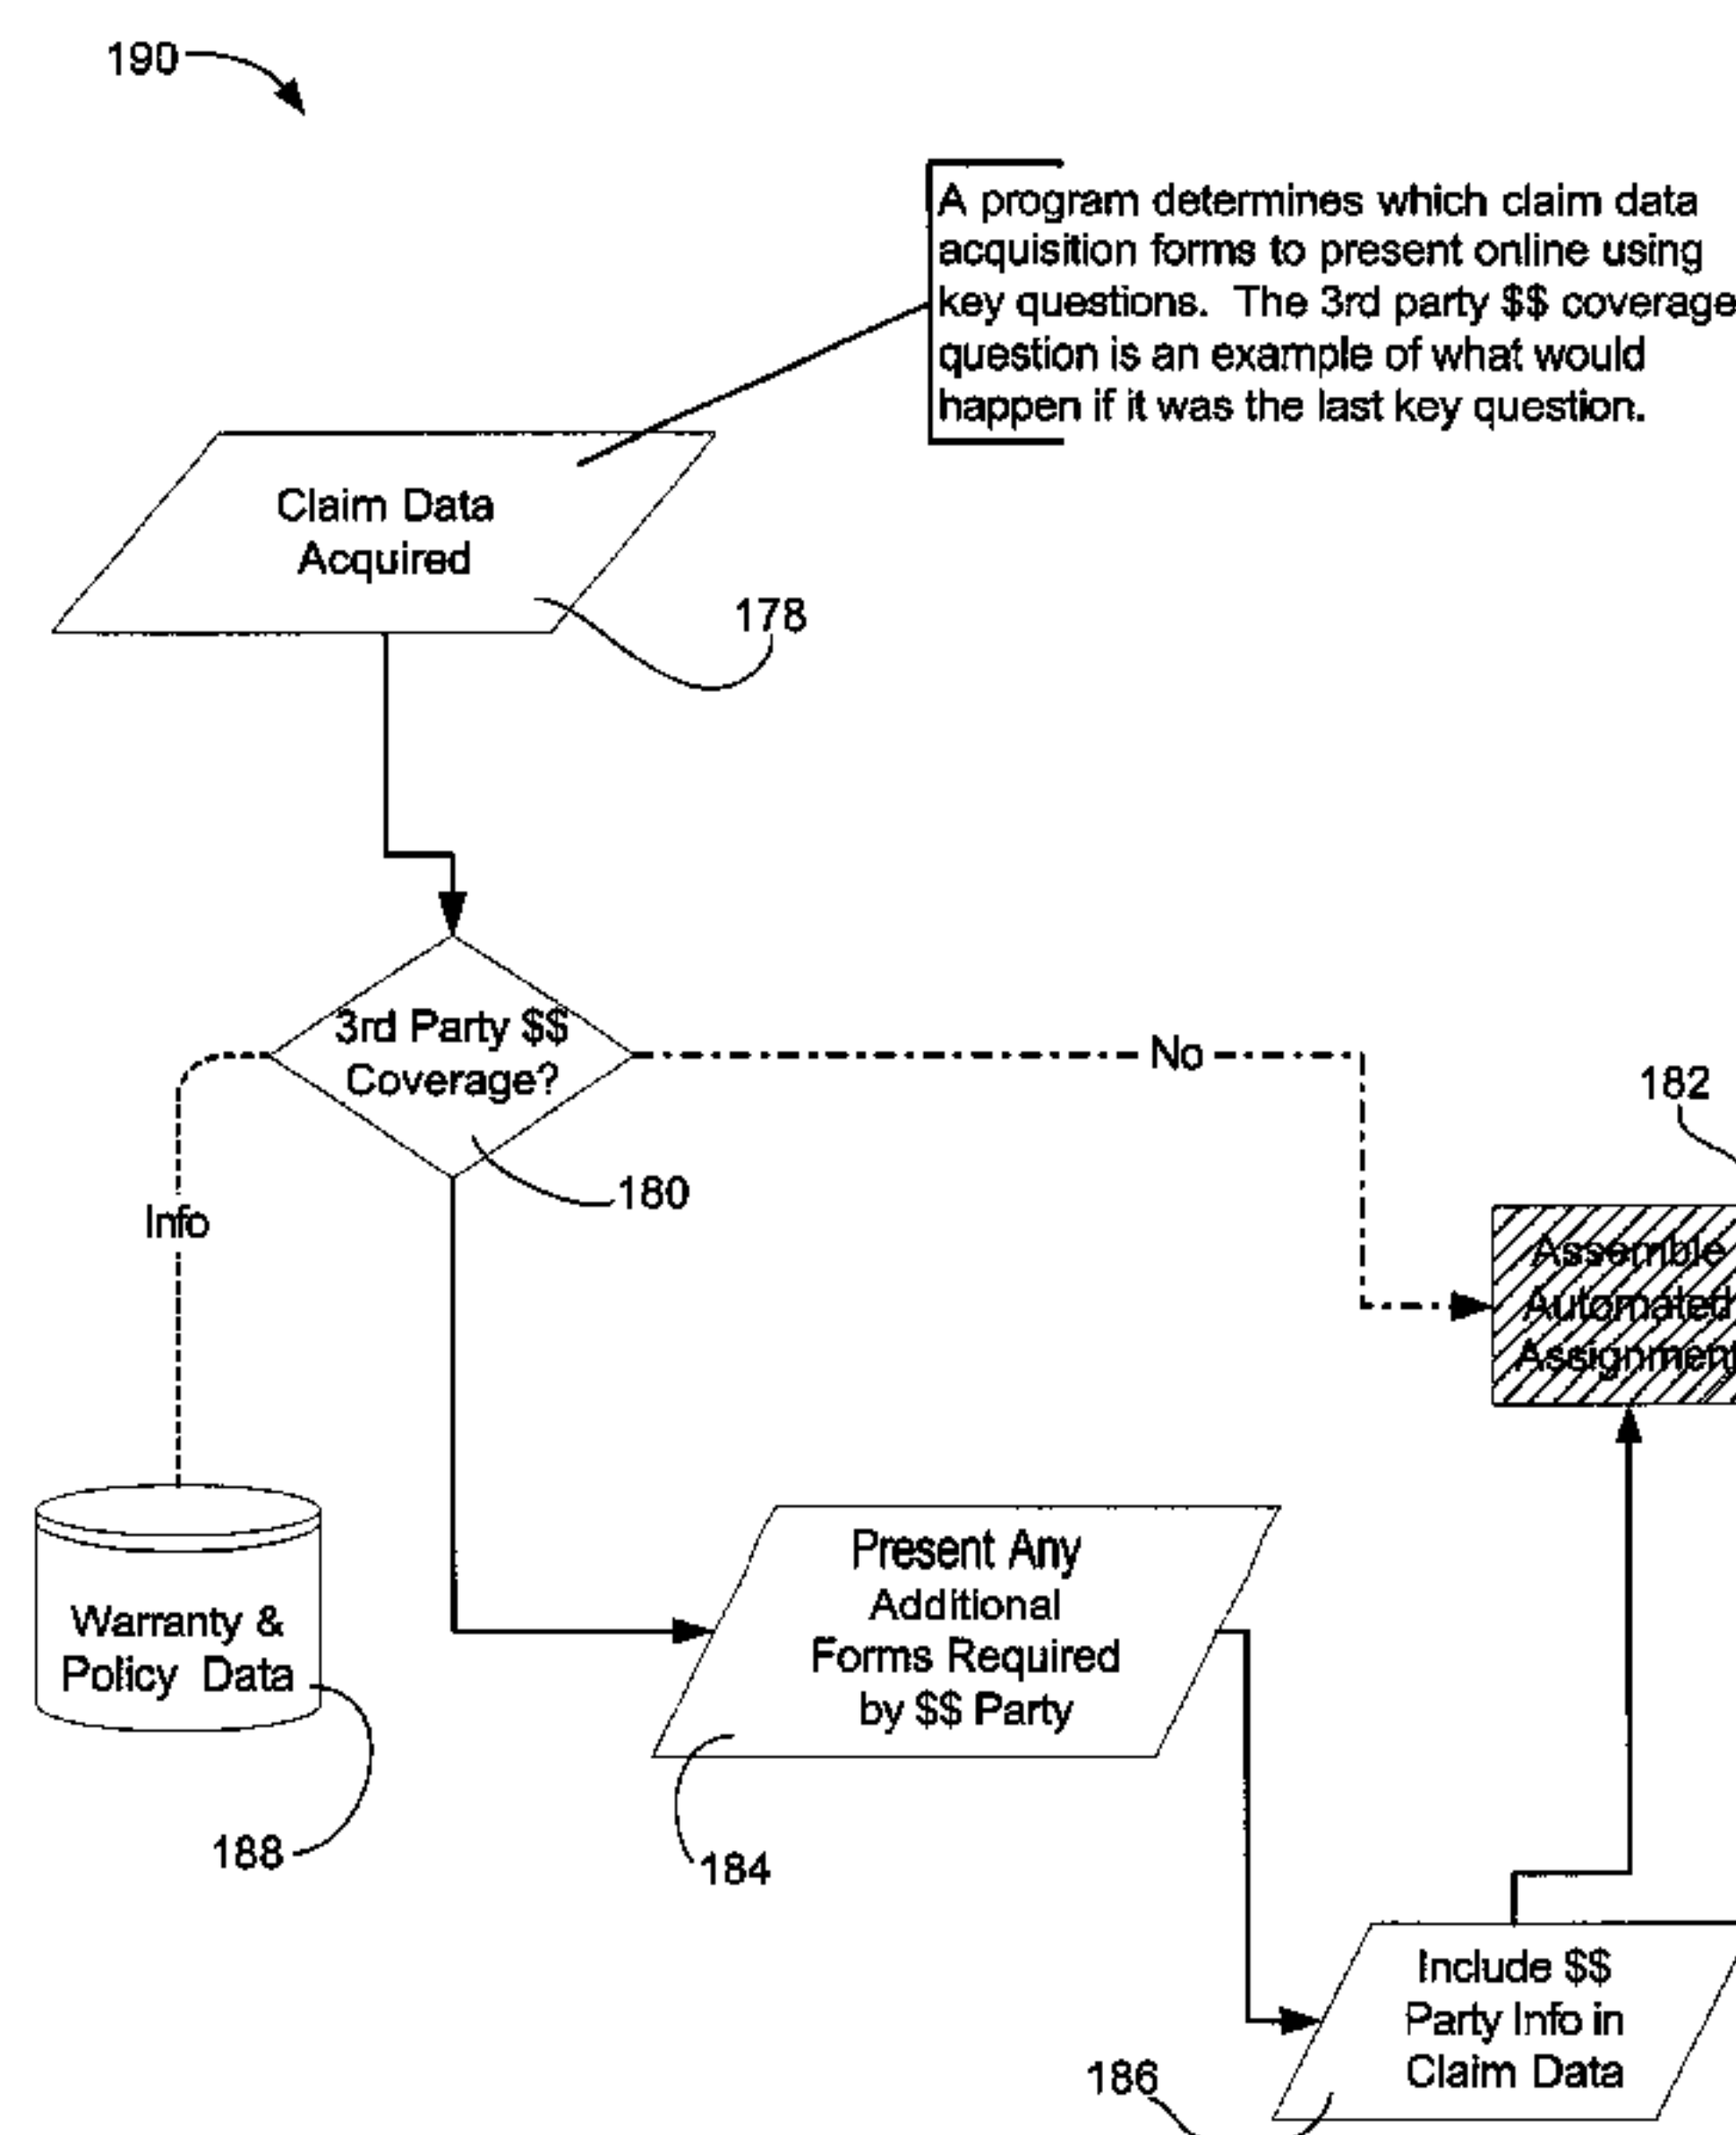 190
A program determines which claim data
acquisition forms to present online using
key questions. The 3rd party $$ coverage
question is an example of what would
happen if it was the last key question.
Claim Data
Acquired
178
3rd Party $$
Coverage?
No
182
180
Info
Assemble
Automated
Assignment
Present Any
Additional
Forms Required
by $$ Party
Warranty &
Policy Data
188
184
Include $$
Party Info in
Claim Data
186